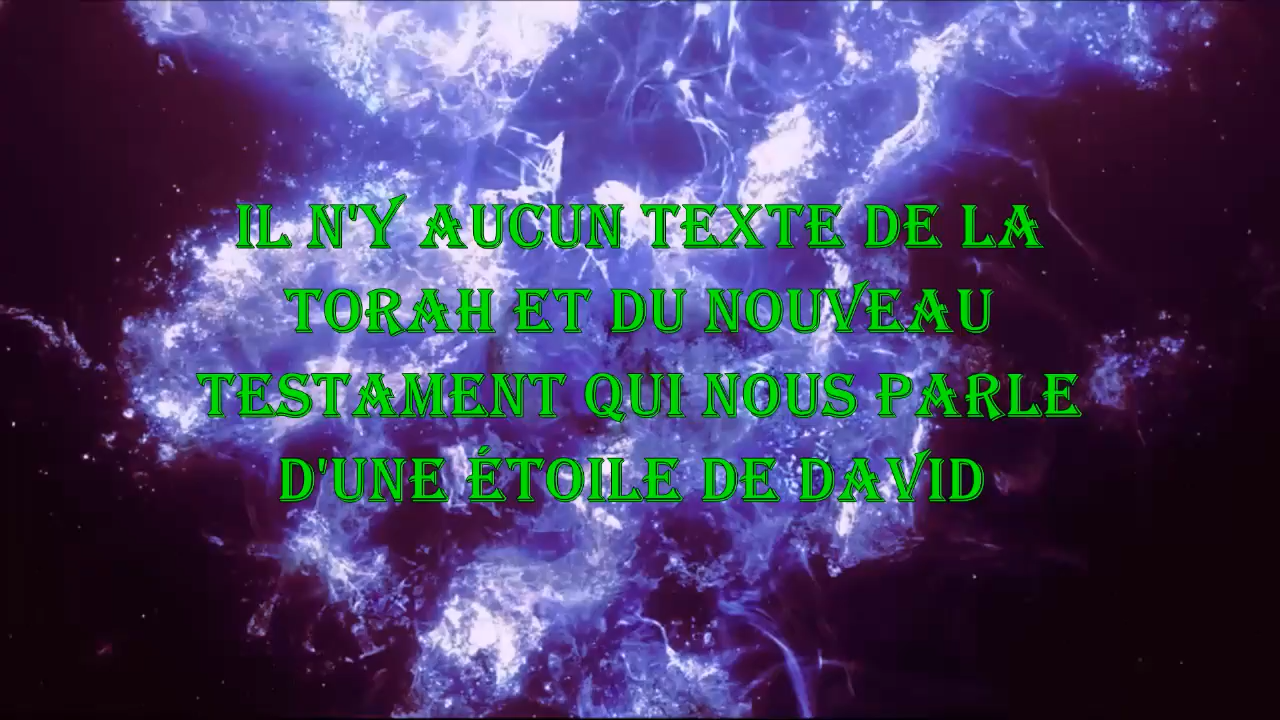 IL N'Y AUCUN TEXTE DE LA
TORAH ET DU NOUVEAU
TESTAMENT QUI NOUS PARLE
D'UNE ÉTOILE DE DAVID